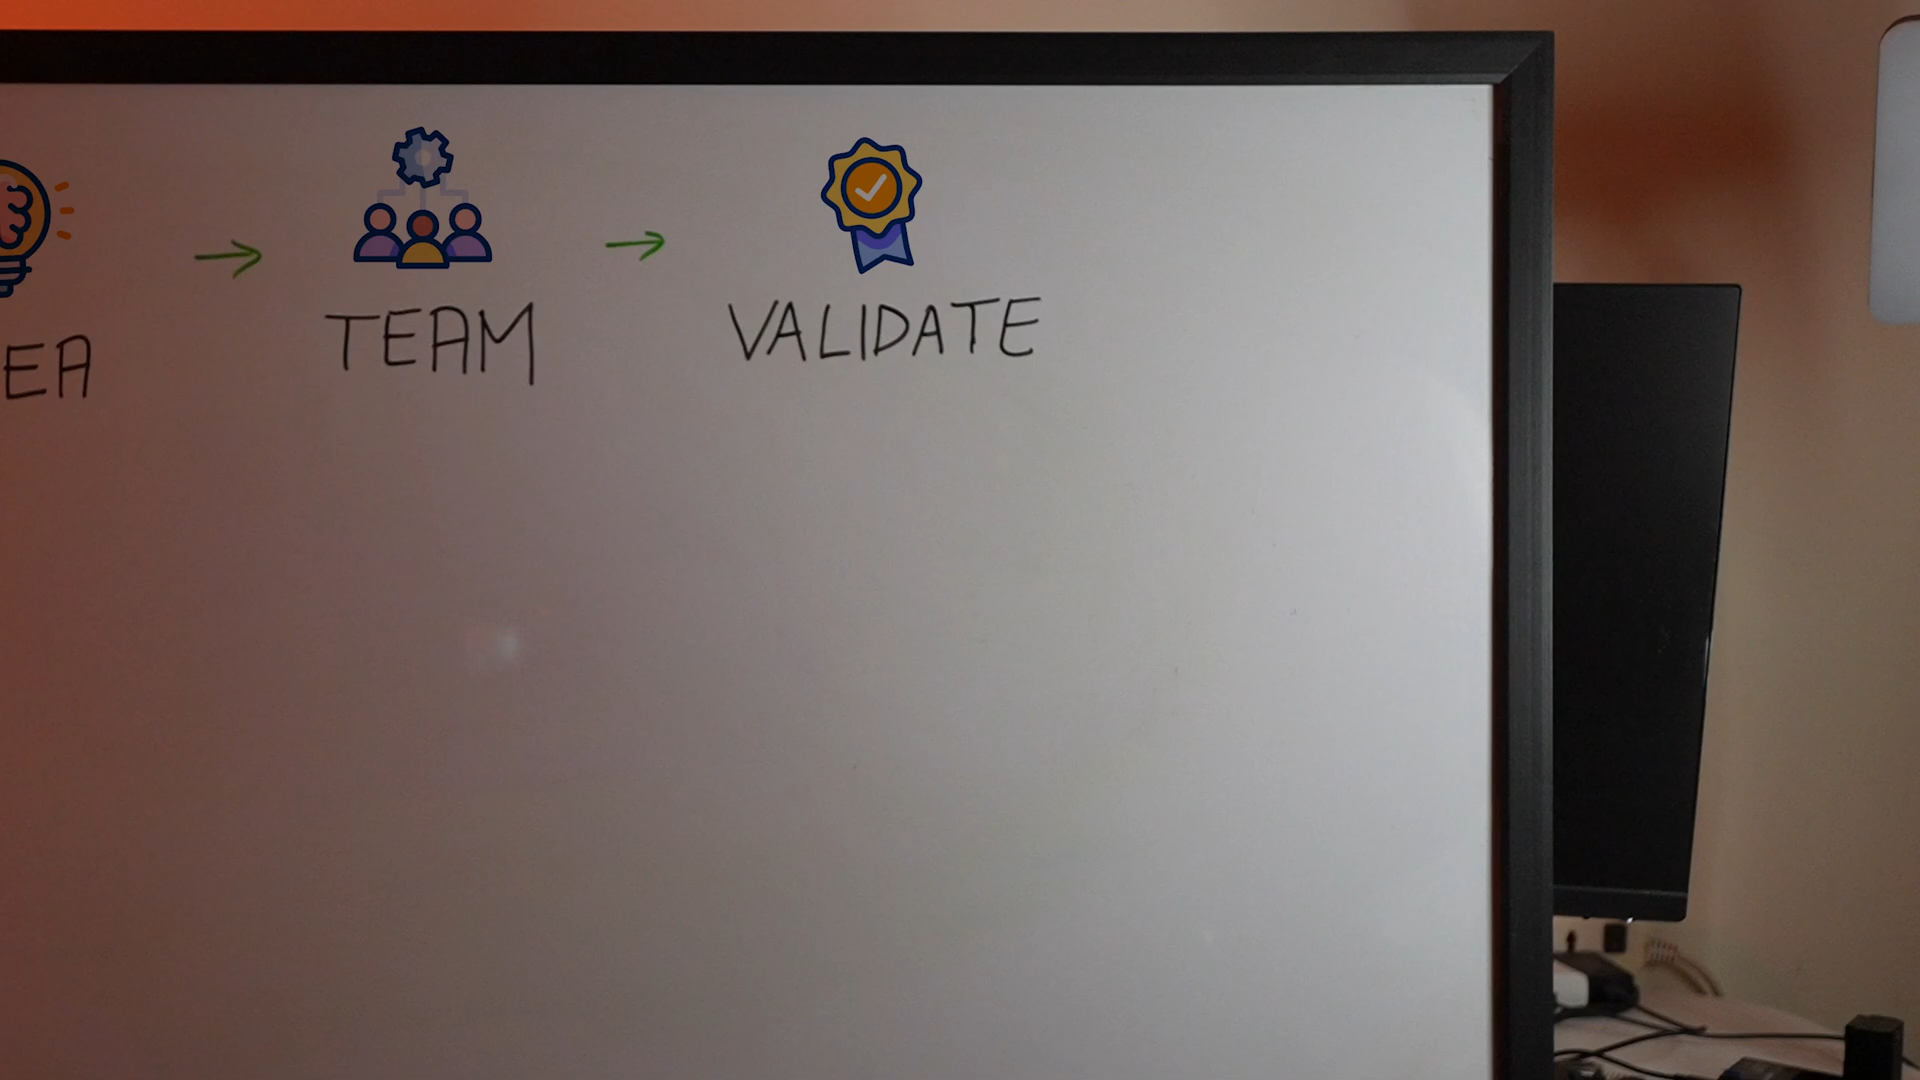 EA → TEAM → VALIDATE